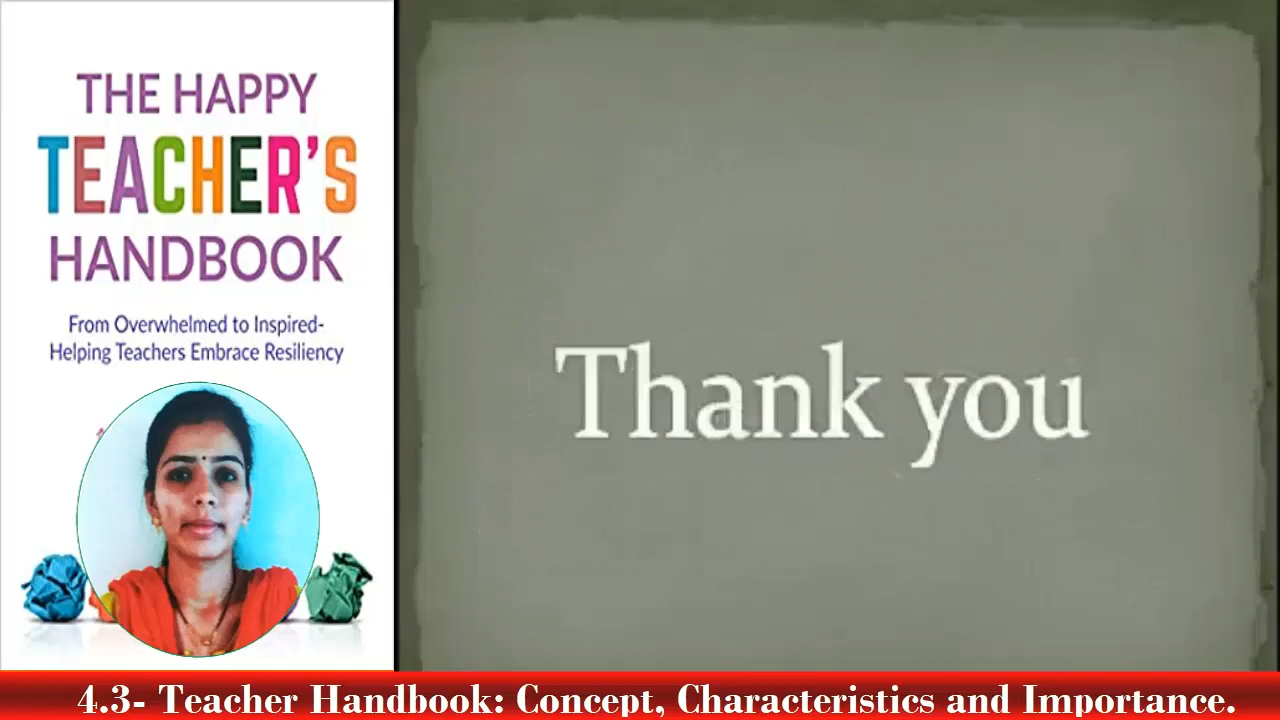 THE HAPPY
TEACHER'S
HANDBOOK
From Overwhelmed to Inspired-
Helping Teachers Embrace Resiliency
Thank you
4.3- Teacher Handbook: Concept, Characteristics and Importance.